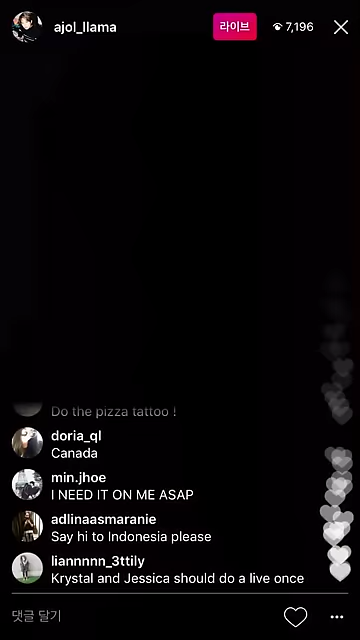 ajol_llama
라이브
7,196
Do the pizza tattoo !
doria_ql
Canada
min.jhoe
I NEED IT ON ME ASAP
adlinaasmaranie
Say hi to Indonesia please
liannnnn_3ttily
Krystal and Jessica should do a live once
댓글 달기